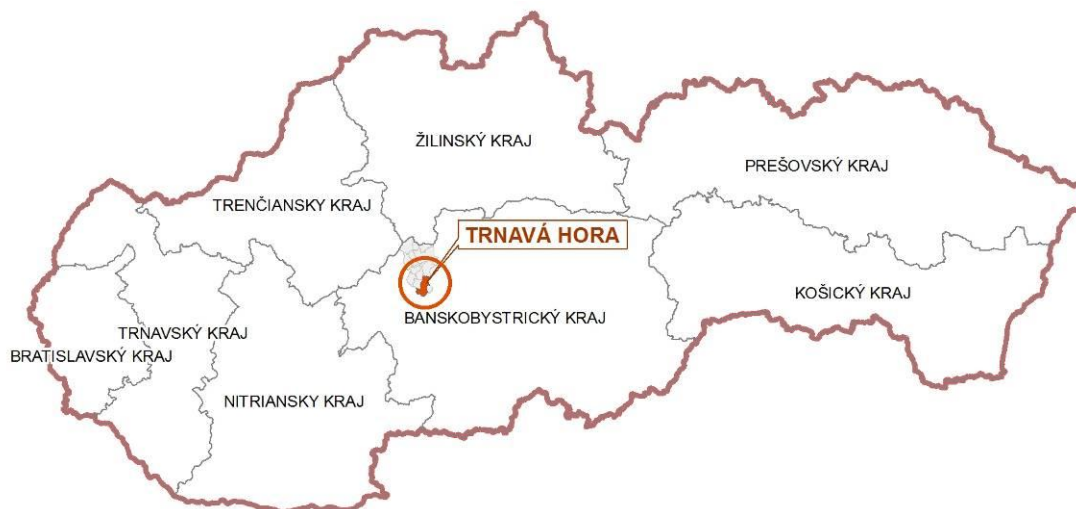 ŽILINSKÝ KRAJ
PREŠOVSKÝ KRAJ
TRENČIANSKY KRAJ
TRNAVÁ HORA
KOŠICKÝ KRAJ
BANSKOBYSTRICKÝ KRAJ
TRNAVSKÝ KRAJ
BRATISLAVSKÝ KRAJ
NITRIANSKY KRAJ